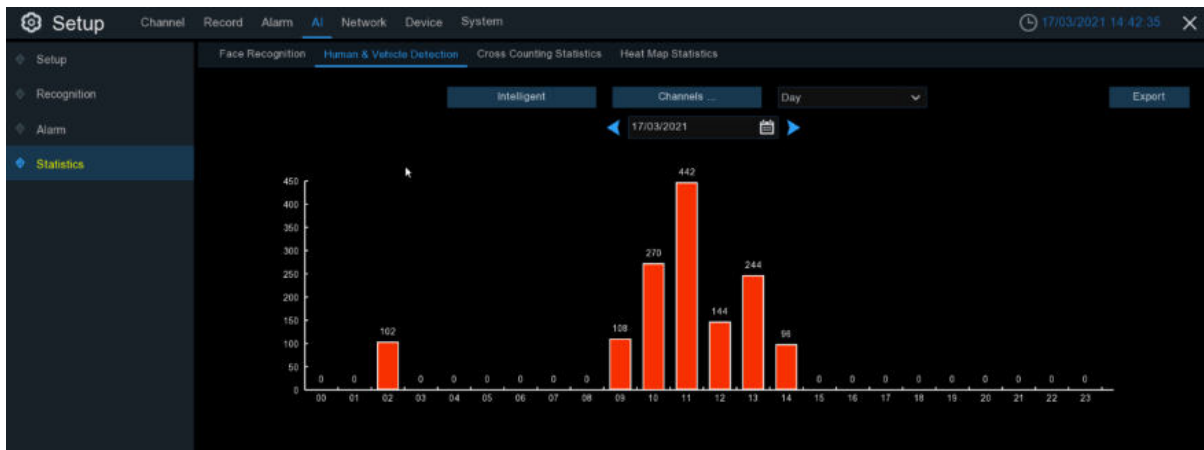 Setup Channel Record Alarm AI Network Device System 17/03/2021 14:42:35
Setup
Recognition
Alarm
Statistics
Face Recognition Human & Vehicle Detection Cross Counting Statistics Heat Map Statistics
Intelligent Channels ... Day Export
17/03/2021
442
450
400
350
300
270
250
244
200
150
144
108
102
100
96
50
0
0 0 0 0 0 0 0 0 0 0 0 0 0 0 0 0 0
00 01 02 03 04 05 06 07 08 09 10 11 12 13 14 15 16 17 18 19 20 21 22 23